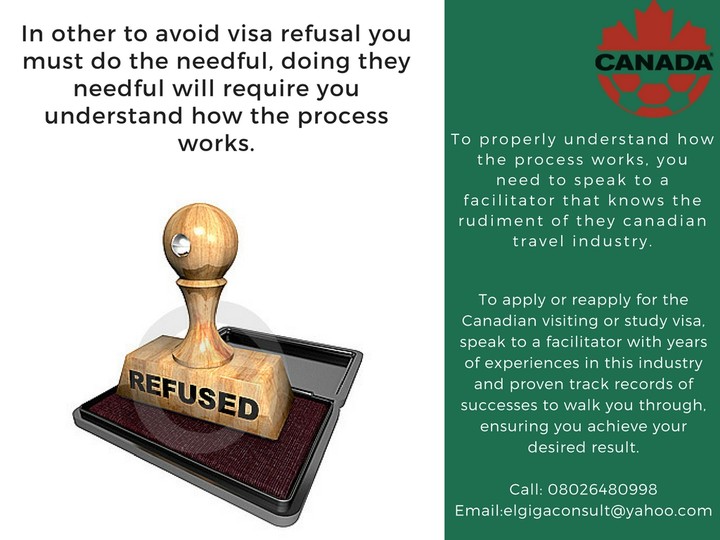 In other to avoid visa refusal you
must do the needful, doing they
needful will require you
understand how the process
works.
REFUSED
CANADA
To properly understand how
the process works, you
need to speak to a
facilitator that knows the
rudiment of they canadian
travel industry.
To apply or reapply for the
Canadian visiting or study visa,
speak to a facilitator with years
of experiences in this industry
and proven track records of
successes to walk you through,
ensuring you achieve your
desired result.
Call: 08026480998
Email:elgigaconsult@yahoo.com